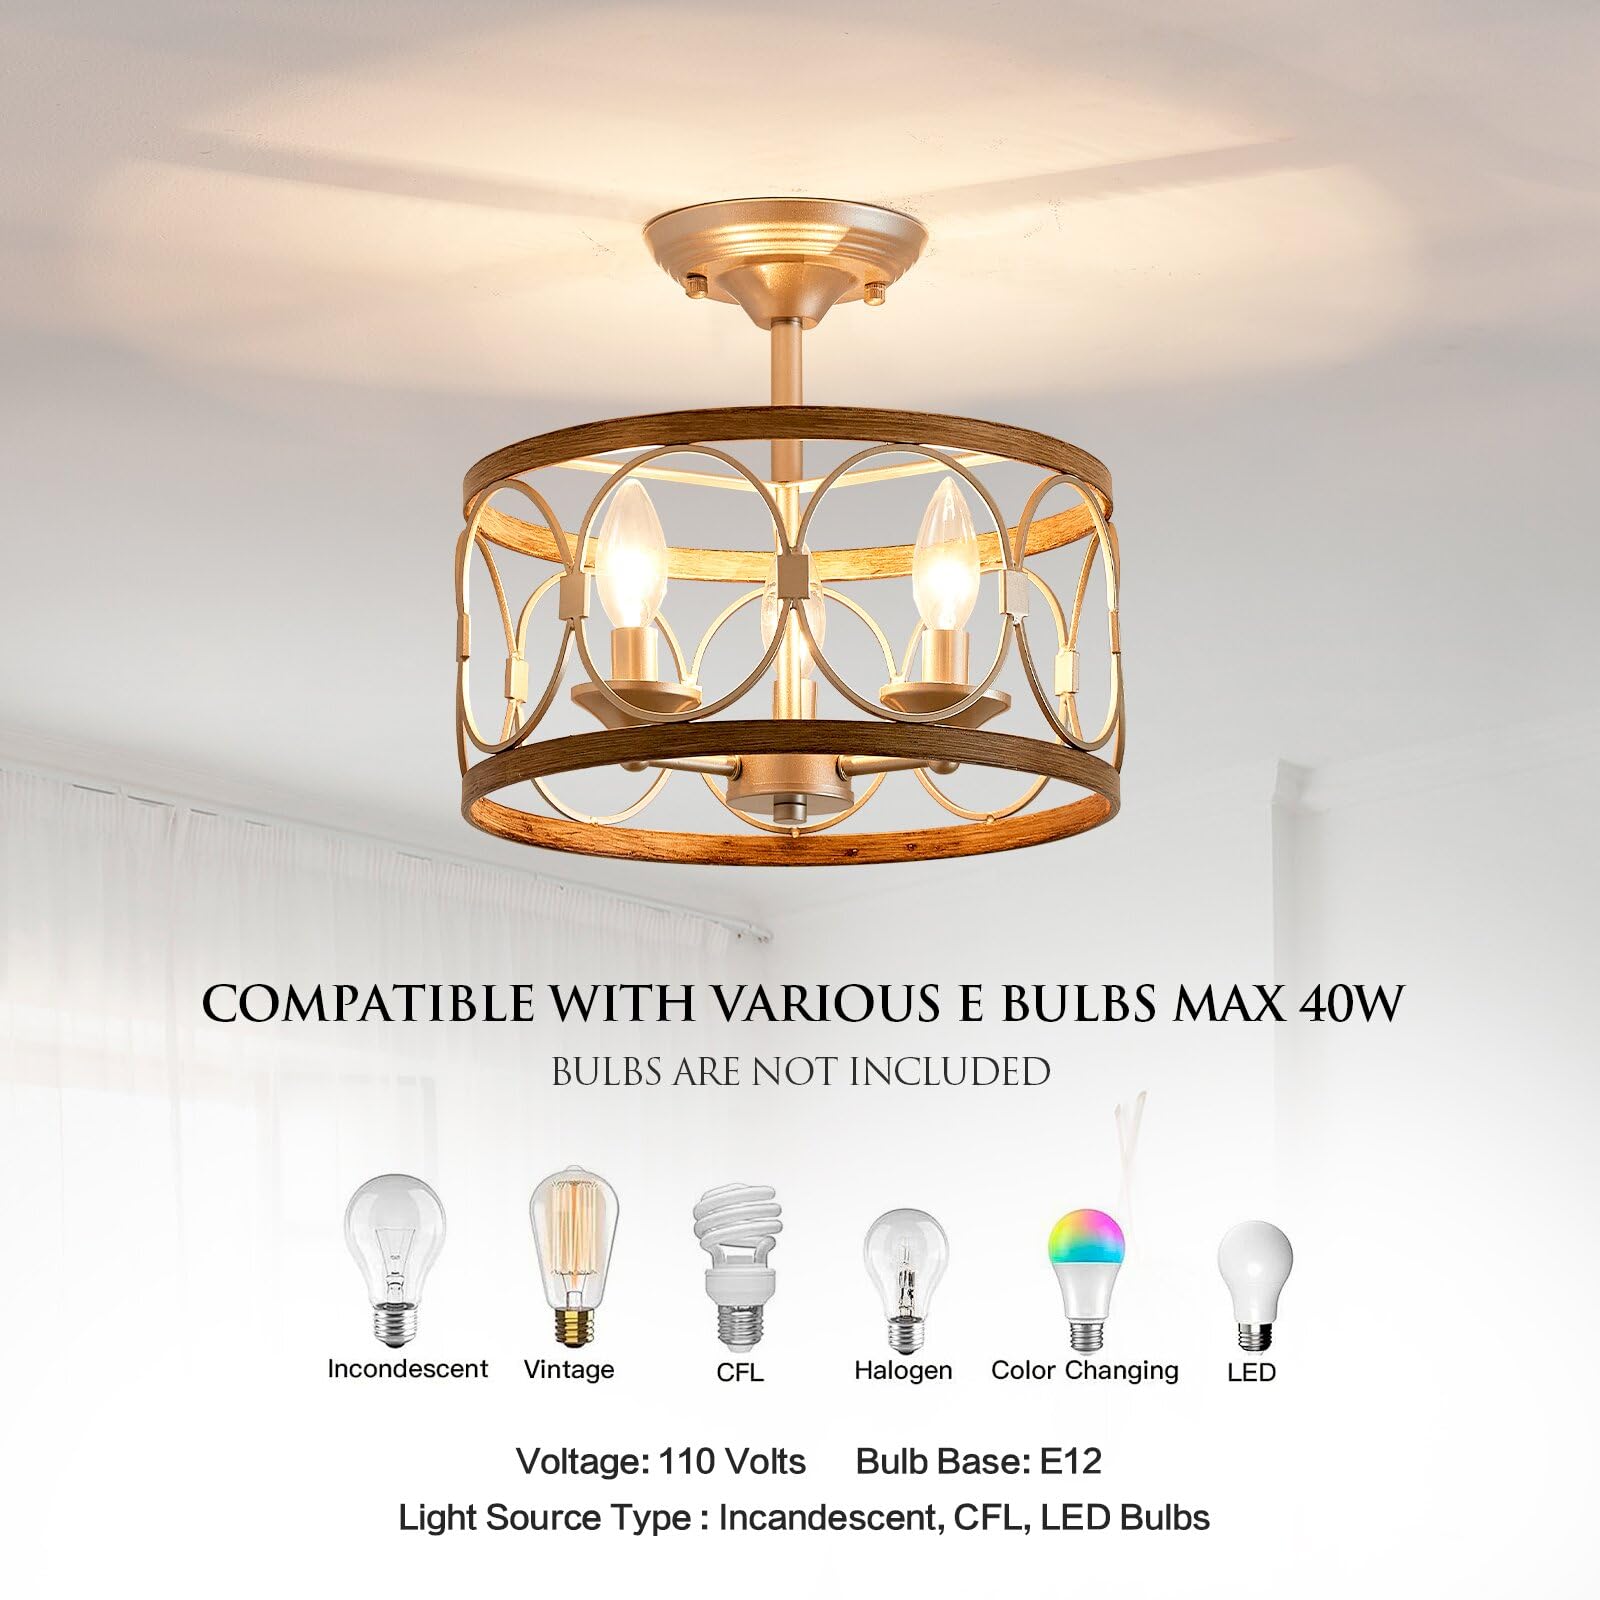 COMPATIBLE WITH VARIOUS E BULBS MAX 40W
BULBS ARE NOT INCLUDED
Incondescent Vintage CFL Halogen Color Changing LED
Voltage: 110 Volts Bulb Base: E12
Light Source Type : Incandescent, CFL, LED Bulbs